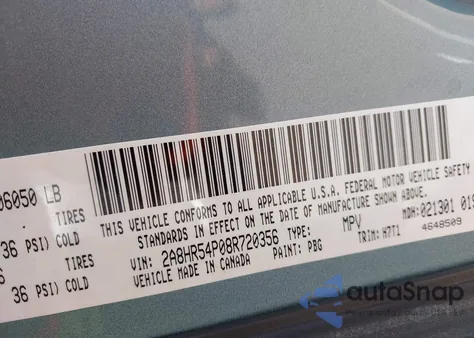 06050 LB
TIRES
36 PSI) COLD
TIRES
36 PSI) COLD
THIS VEHICLE CONFORMS TO ALL APPLICABLE U.S.A. FEDERAL MOTOR VEHICLE SAFETY
STANDARDS IN EFFECT ON THE DATE OF MANUFACTURE SHOWN ABOVE.
VIN: 2A8HR54P08R720356 TYPE: MPV MDH: 021301 019
VEHICLE MADE IN CANADA PAINT: PBG TRIM: H7T1 4648509
autoSnap